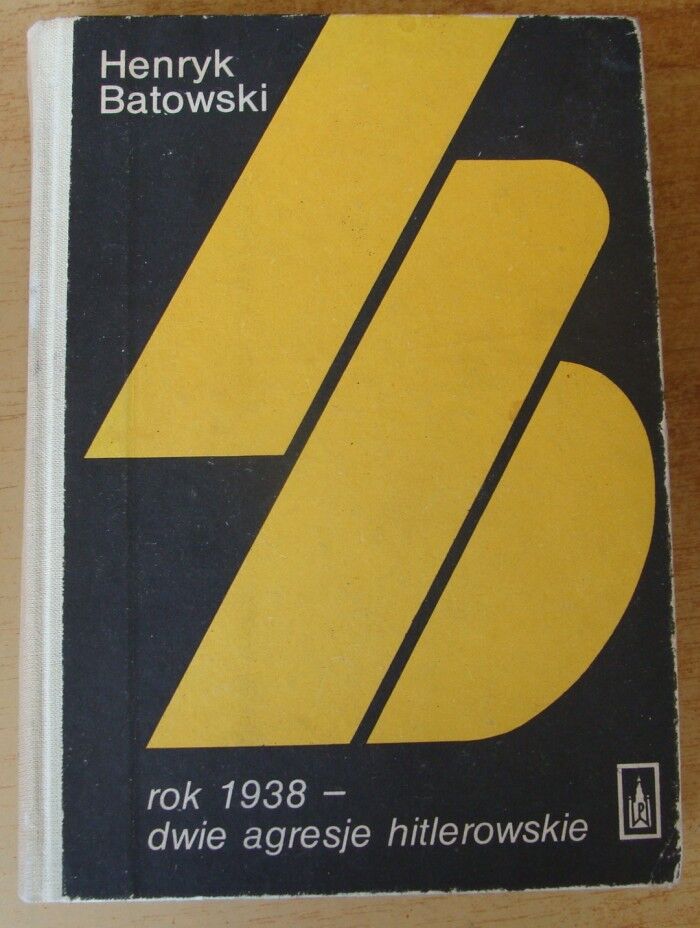 Henryk
Batowski
rok 1938 –
dwie agresje hitlerowskie